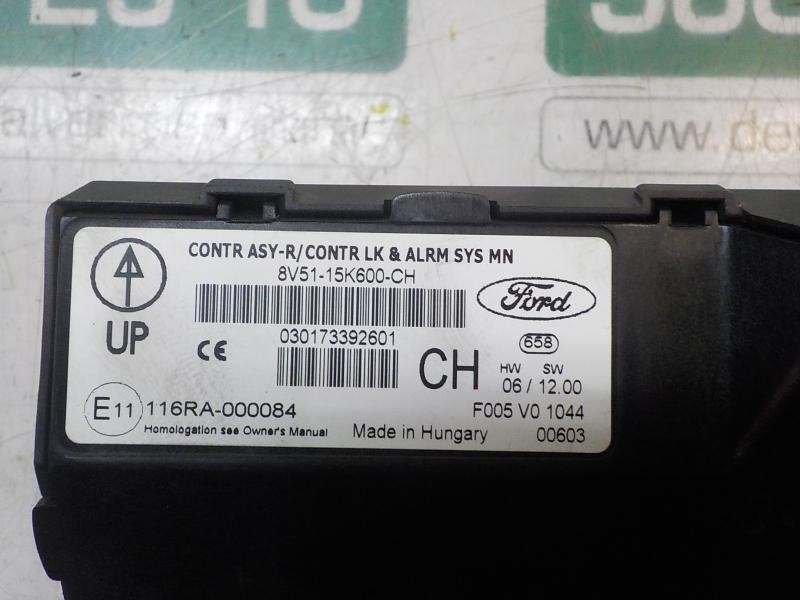 www.de
CONTR ASY-R/CONTR LK & ALRM SYS MN
8V51-15K600-CH
Ford
UP
CE
030173392601
CH
658
HW SW
06 / 12.00
E11 116RA-000084
F005 V0 1044
Homologation see Owner's Manual
Made in Hungary
00603